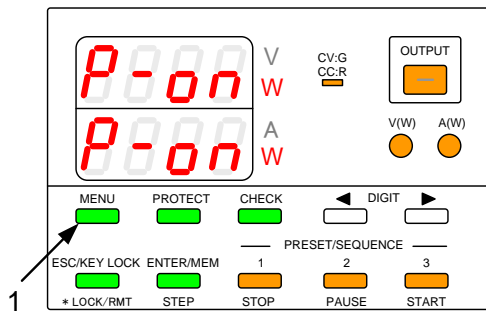 P-on
V
W
P-on
A
W
CV:G
CC:R
OUTPUT
V(W) A(W)
MENU PROTECT CHECK ◀ DIGIT ▶
PRESET/SEQUENCE
ESC/KEY LOCK ENTER/MEM 1 2 3
* LOCK/RMT STEP STOP PAUSE START
1